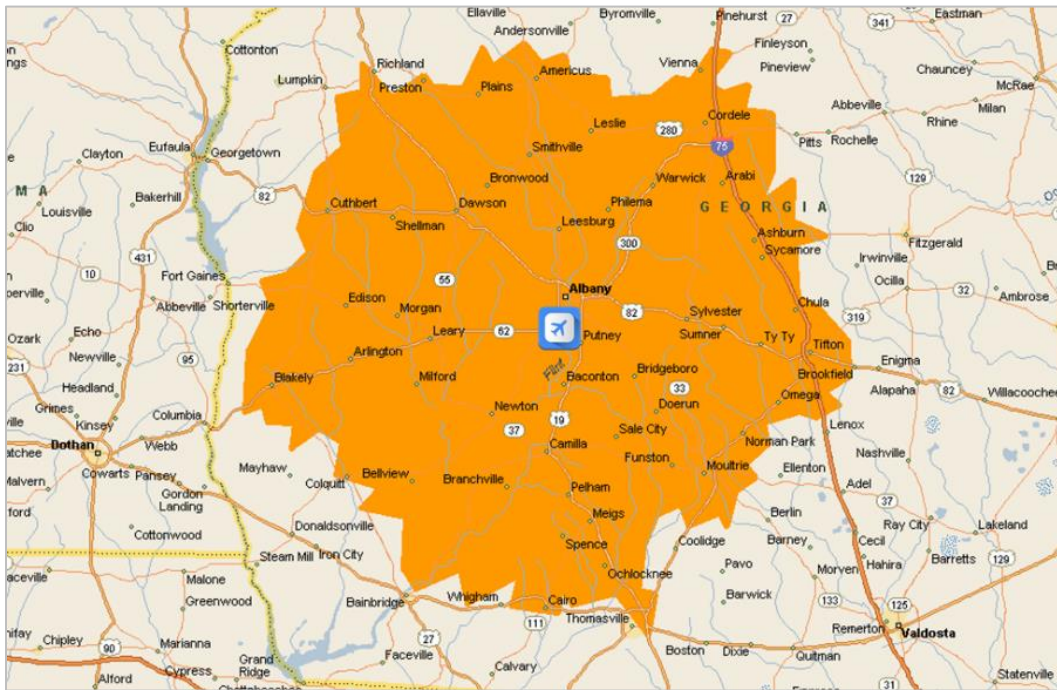 Ellaville
Byromville
Pinehurst
27
341
Eastman
Andersonville
Finleyson
Cottonton
Richland
Vienna
Pineview
Chauncey
Lumpkin
Preston
Plains
Americus
McRae
Abbeville
Milan
Rhine
Leslie
280
Cordele
Pitts
Rochelle
Eufaula
Georgetown
Clayton
Smithville
75
M A
Bakerhill
82
Bronwood
Warwick
Arabi
129
Louisville
Cuthbert
Dawson
Philema
GEORGIA
Clio
Shellman
Leesburg
Ashburn
Fitzgerald
431
300
Sycamore
Irwinville
10
Fort Gaines
55
Ocilla
Abbeville
Shorterville
Edison
Morgan
Albany
Chula
32
Ambrose
82
Sylvester
319
Ozark
Echo
Leary
62
Putney
Sumner
Ty Ty
Tifton
231
Newville
95
Arlington
Enigma
Headland
Blakely
Milford
Flint
Baconton
Bridgeboro
33
Brookfield
Alapaha
82
Willacoochee
Grimes
Kinsey
Columbia
Newton
19
Doerun
Omega
Lenox
Dothan
Webb
37
Sale City
Norman Park
Nashville
Cowarts
Pansey
Mayhaw
Bellview
Camilla
Funston
Moultrie
Ellenton
Malvern
Gordon
Landing
Colquitt
Branchville
Pelham
Adel
37
Berlin
Ray City
Lakeland
Cottonwood
Donaldsonville
Meigs
Steam Mill
Iron City
Spence
Coolidge
Barney
Cecil
Barretts
129
Malone
Ochlocknee
Pavo
Hahira
Morven
Greenwood
Bainbridge
Whigham
Cairo
Barwick
133
125
Thomasville
Remerton
Valdosta
Chipley
Marianna
27
111
90
Faceville
Boston
Dixie
Quitman
Alford
Cypress
Grand
Ridge
Calvary
Statenville
31